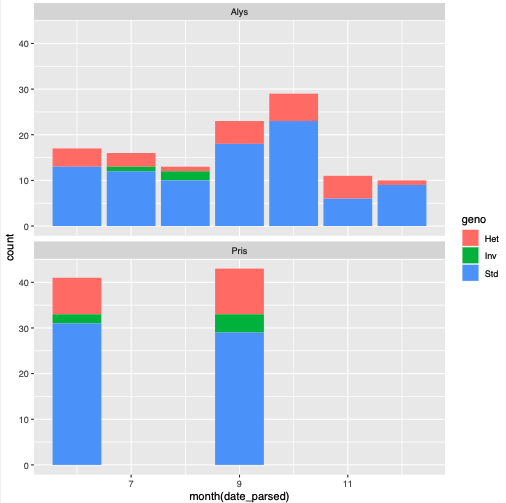 Alys
40
30
20
10
0
Pris
40
30
20
10
0
7 9 11
month(date_parsed)
count
geno
Het
Inv
Std